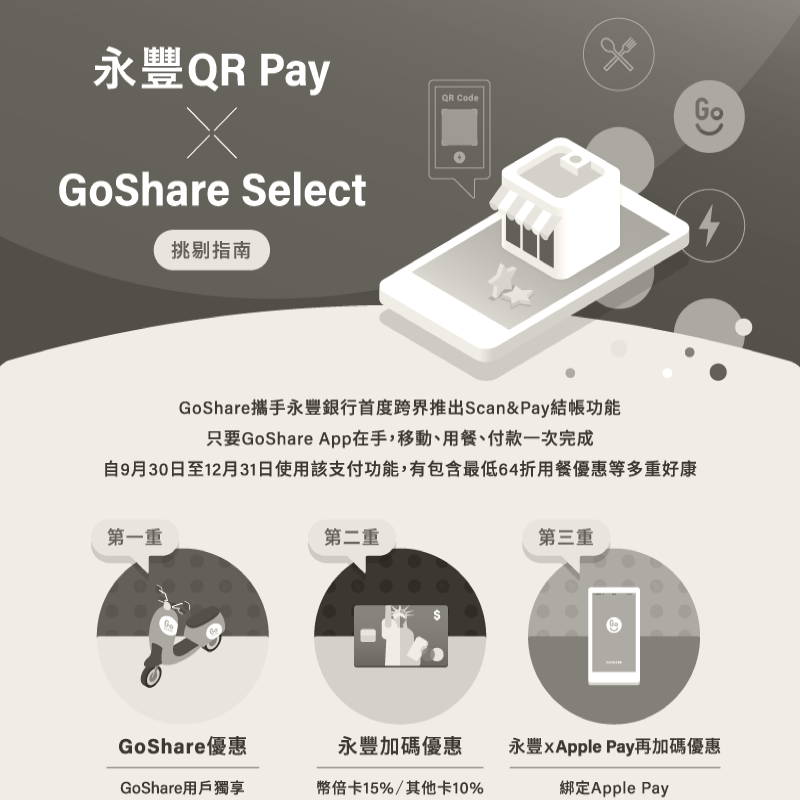 永豐QR Pay
GoShare Select
挑剔指南
QR Code
Go
GoShare攜手永豐銀行首度跨界推出Scan&Pay結帳功能
只要GoShare App在手，移動、用餐、付款一次完成
自9月30日至12月31日使用該支付功能，有包含最低64折用餐優惠等多重好康
第一重
第二重
第三重
Go
Go
$
Go
GoShare優惠
永豐加碼優惠
永豐xApple Pay再加碼優惠
GoShare用戶獨享
幣倍卡15%/其他卡10%
綁定Apple Pay